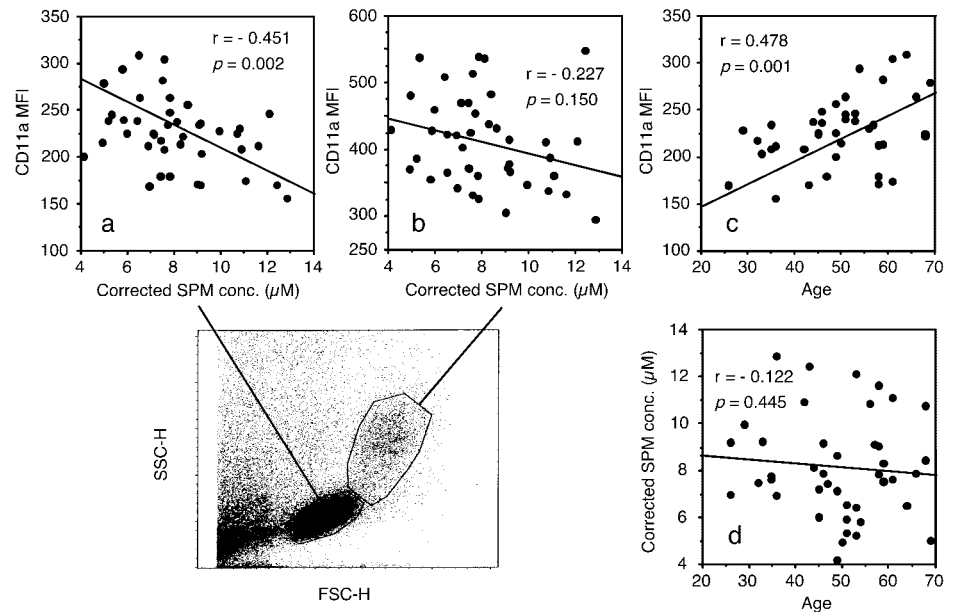 350
300
250
200
150
100
CD11a MFI
r = - 0.451
p = 0.002
a
4 6 8 10 12 14
Corrected SPM conc. (µM)
600
500
400
300
250
CD11a MFI
r = - 0.227
p = 0.150
b
4 6 8 10 12 14
Corrected SPM conc. (µM)
350
300
250
200
150
100
CD11a MFI
r = 0.478
p = 0.001
c
20 30 40 50 60 70
Age
SSC-H
FSC-H
14
12
10
8
6
4
Corrected SPM conc. (µM)
r = - 0.122
p = 0.445
d
20 30 40 50 60 70
Age